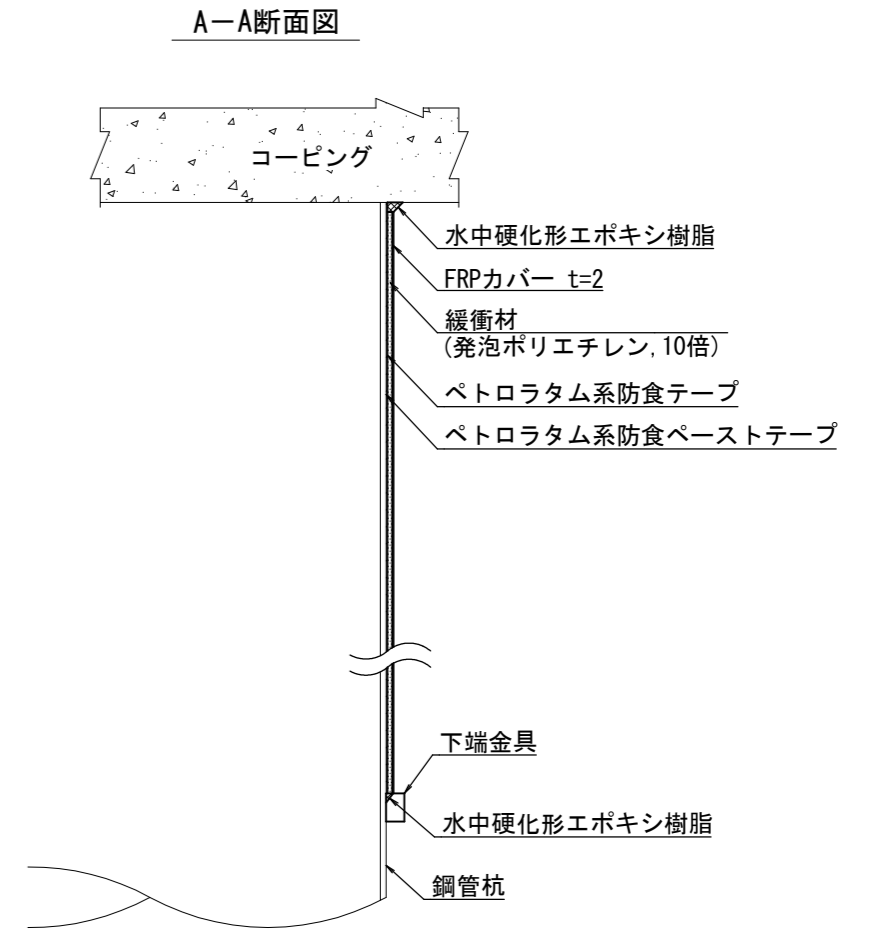 A－A断面図
コーピング
水中硬化形エポキシ樹脂
FRPカバー t=2
緩衝材
(発泡ポリエチレン,10倍)
ペトロラタム系防食テープ
ペトロラタム系防食ペーストテープ
下端金具
水中硬化形エポキシ樹脂
鋼管杭